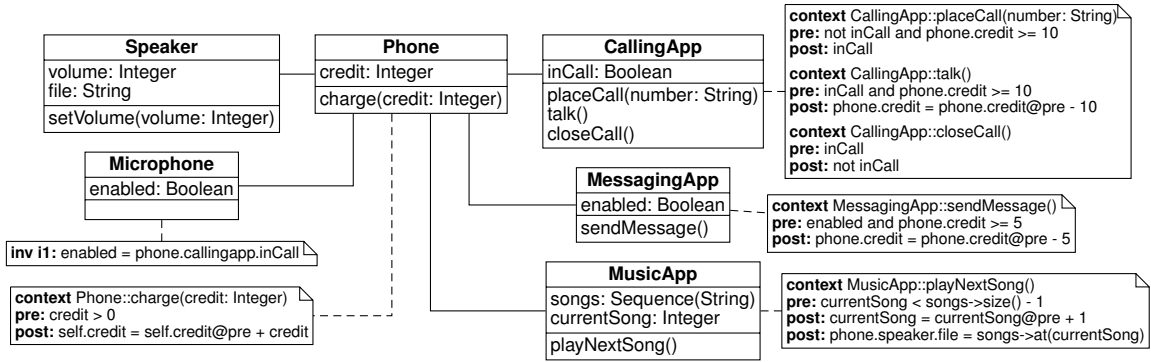 Speaker
volume: Integer
file: String
setVolume(volume: Integer)
Phone
credit: Integer
charge(credit: Integer)
CallingApp
inCall: Boolean
placeCall(number: String)
talk()
closeCall()
context CallingApp::placeCall(number: String)
pre: not inCall and phone.credit >= 10
post: inCall
context CallingApp::talk()
pre: inCall and phone.credit >= 10
post: phone.credit = phone.credit@pre - 10
context CallingApp::closeCall()
pre: inCall
post: not inCall
Microphone
enabled: Boolean
inv i1: enabled = phone.callingapp.inCall
MessagingApp
enabled: Boolean
sendMessage()
context MessagingApp::sendMessage()
pre: enabled and phone.credit >= 5
post: phone.credit = phone.credit@pre - 5
context Phone::charge(credit: Integer)
pre: credit > 0
post: self.credit = self.credit@pre + credit
MusicApp
songs: Sequence(String)
currentSong: Integer
playNextSong()
context MusicApp::playNextSong()
pre: currentSong < songs->size() - 1
post: currentSong = currentSong@pre + 1
post: phone.speaker.file = songs->at(currentSong)